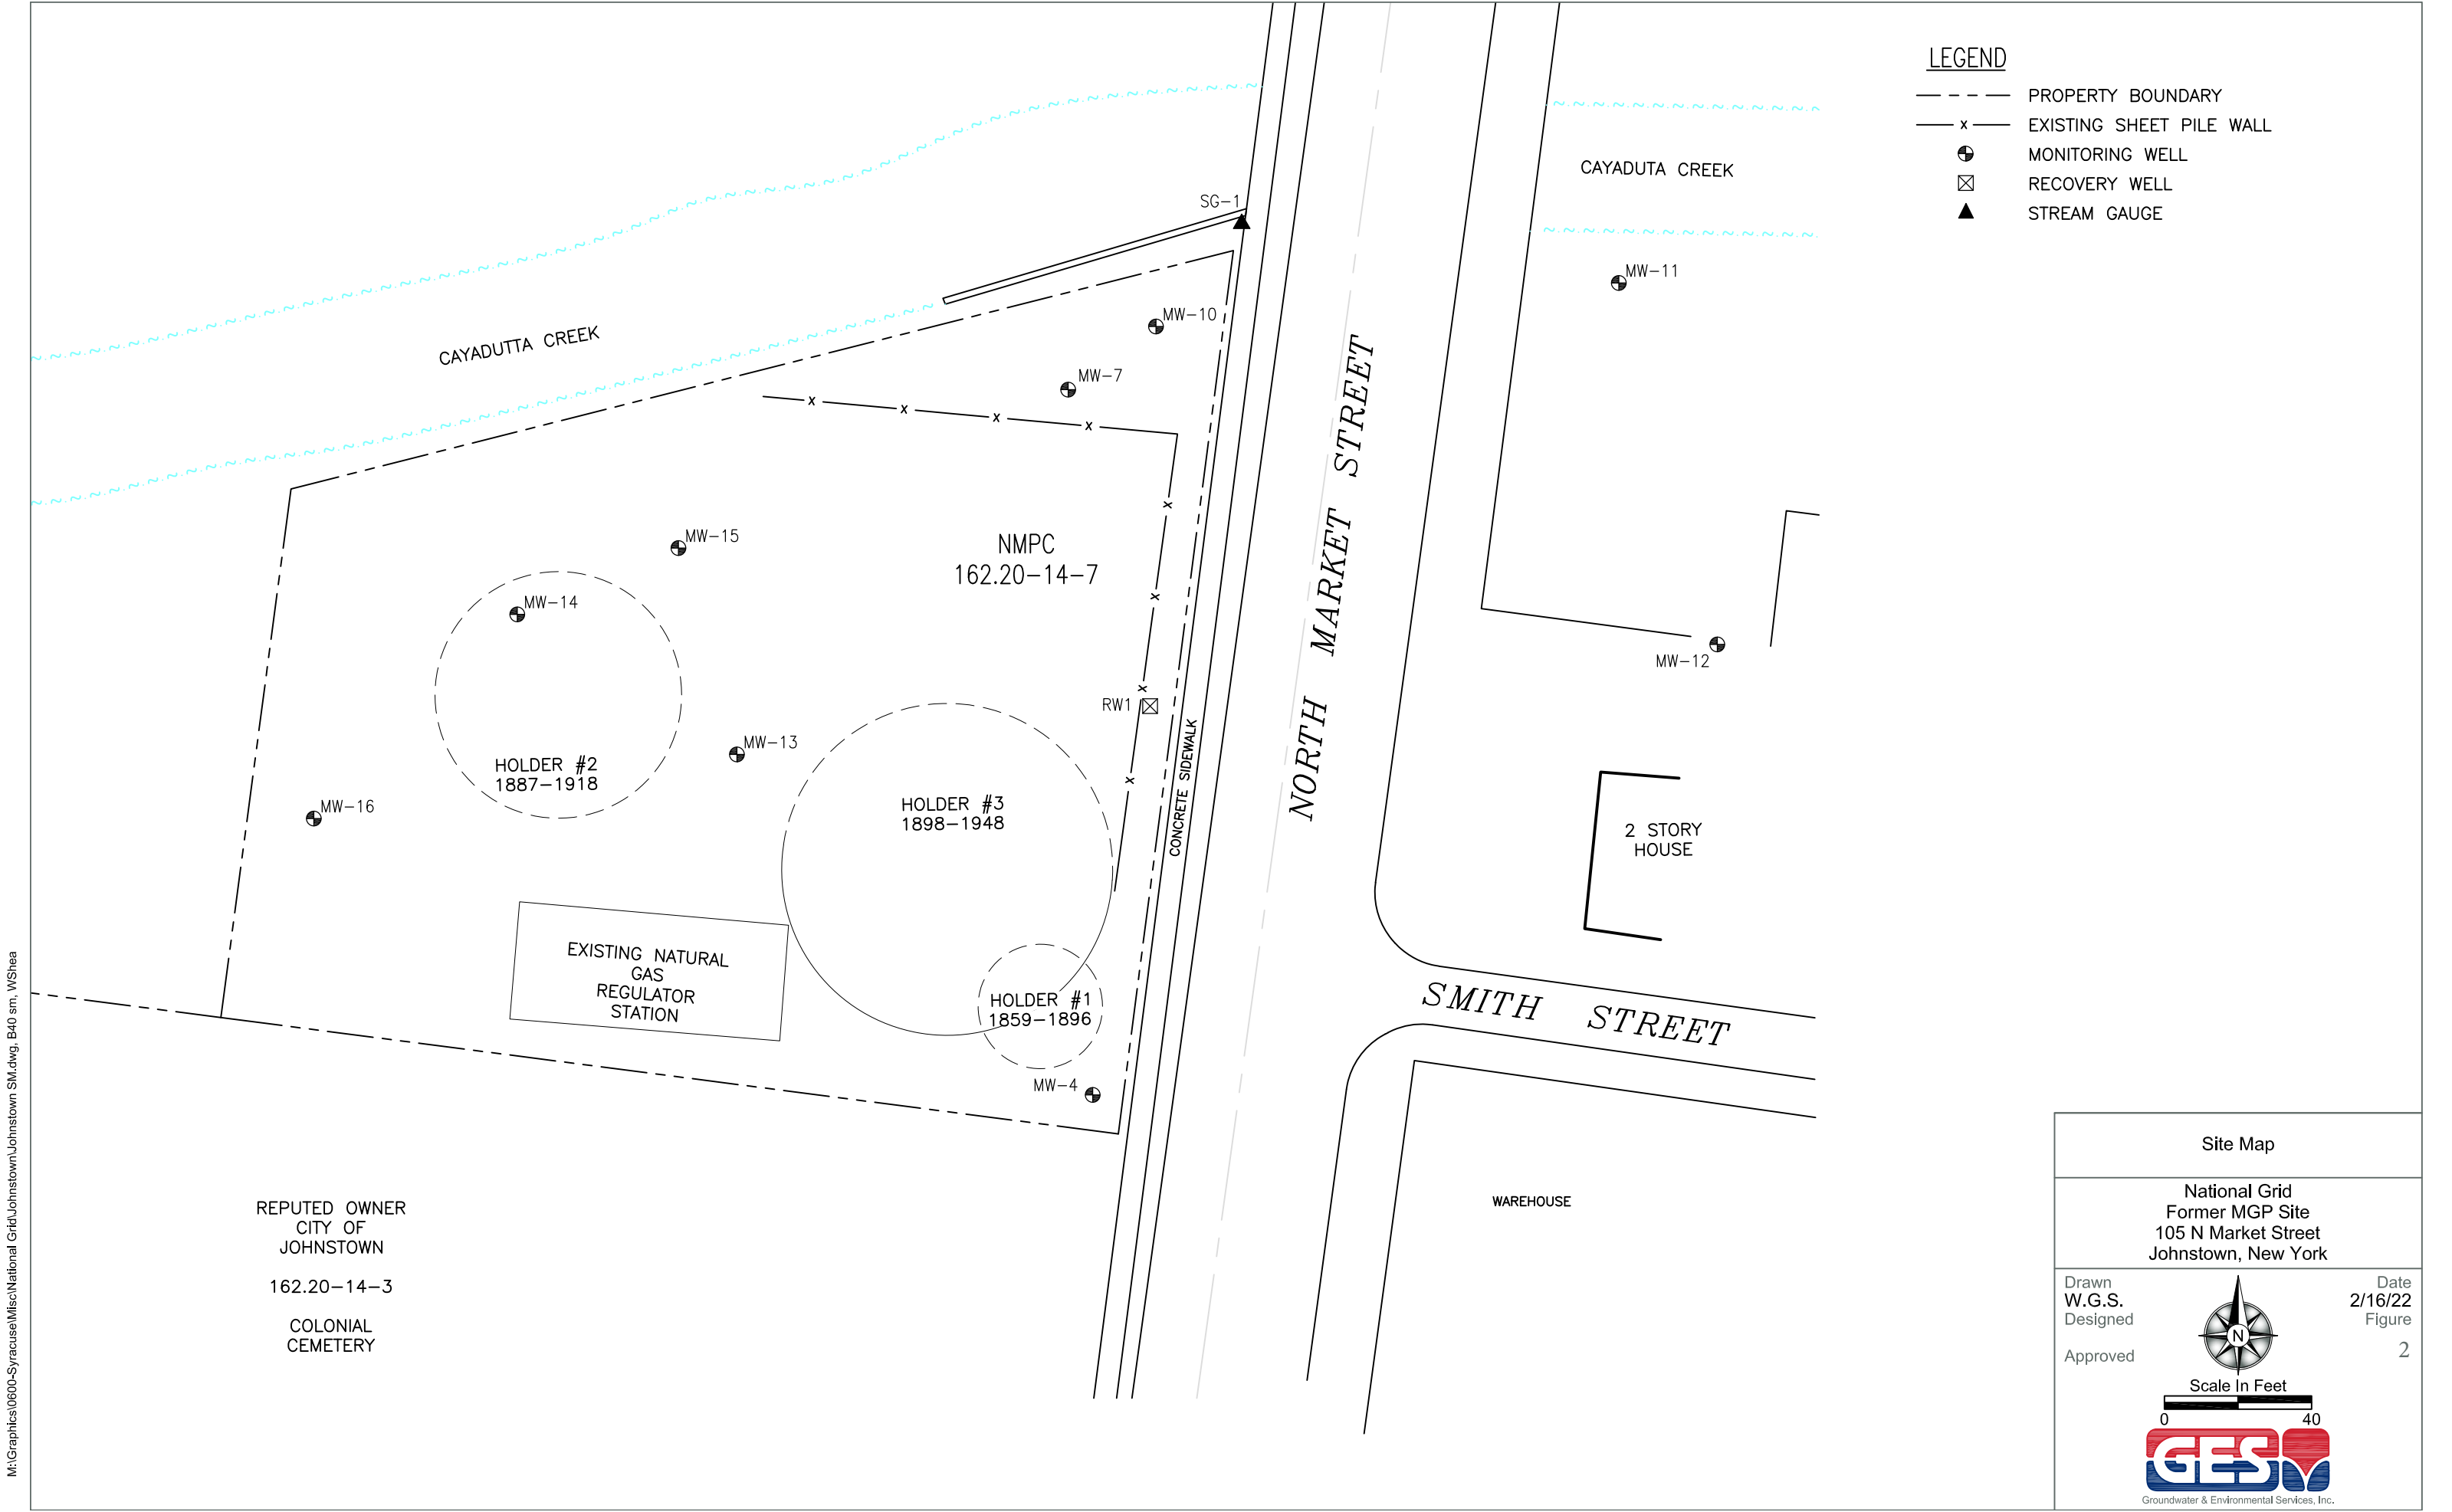 LEGEND
PROPERTY BOUNDARY
x EXISTING SHEET PILE WALL
MONITORING WELL
RECOVERY WELL
STREAM GAUGE
CAYADUTA CREEK
SG-1
MW-11
MW-10
CAYADUTTA CREEK
MW-7
x x x x
NORTH MARKET STREET
x
MW-15
NMPC
162.20-14-7
x
MW-14
MW-12
x
RW1
CONCRETE SIDEWALK
MW-13
HOLDER #2
1887-1918
x
MW-16
HOLDER #3
1898-1948
2 STORY
HOUSE
EXISTING NATURAL
GAS
REGULATOR
STATION
HOLDER #1
1859-1896
SMITH STREET
MW-4
WAREHOUSE
REPUTED OWNER
CITY OF
JOHNSTOWN
162.20-14-3
COLONIAL
CEMETERY
M:\Graphics\0600-Syracuse\Misc\National Grid\Johnstown\Johnstown SM.dwg, B40 sm, WShea
Site Map
National Grid
Former MGP Site
105 N Market Street
Johnstown, New York
Drawn
W.G.S.
Designed
Approved
N
Date
2/16/22
Figure
2
Scale In Feet
0 40
GES
Groundwater & Environmental Services, Inc.